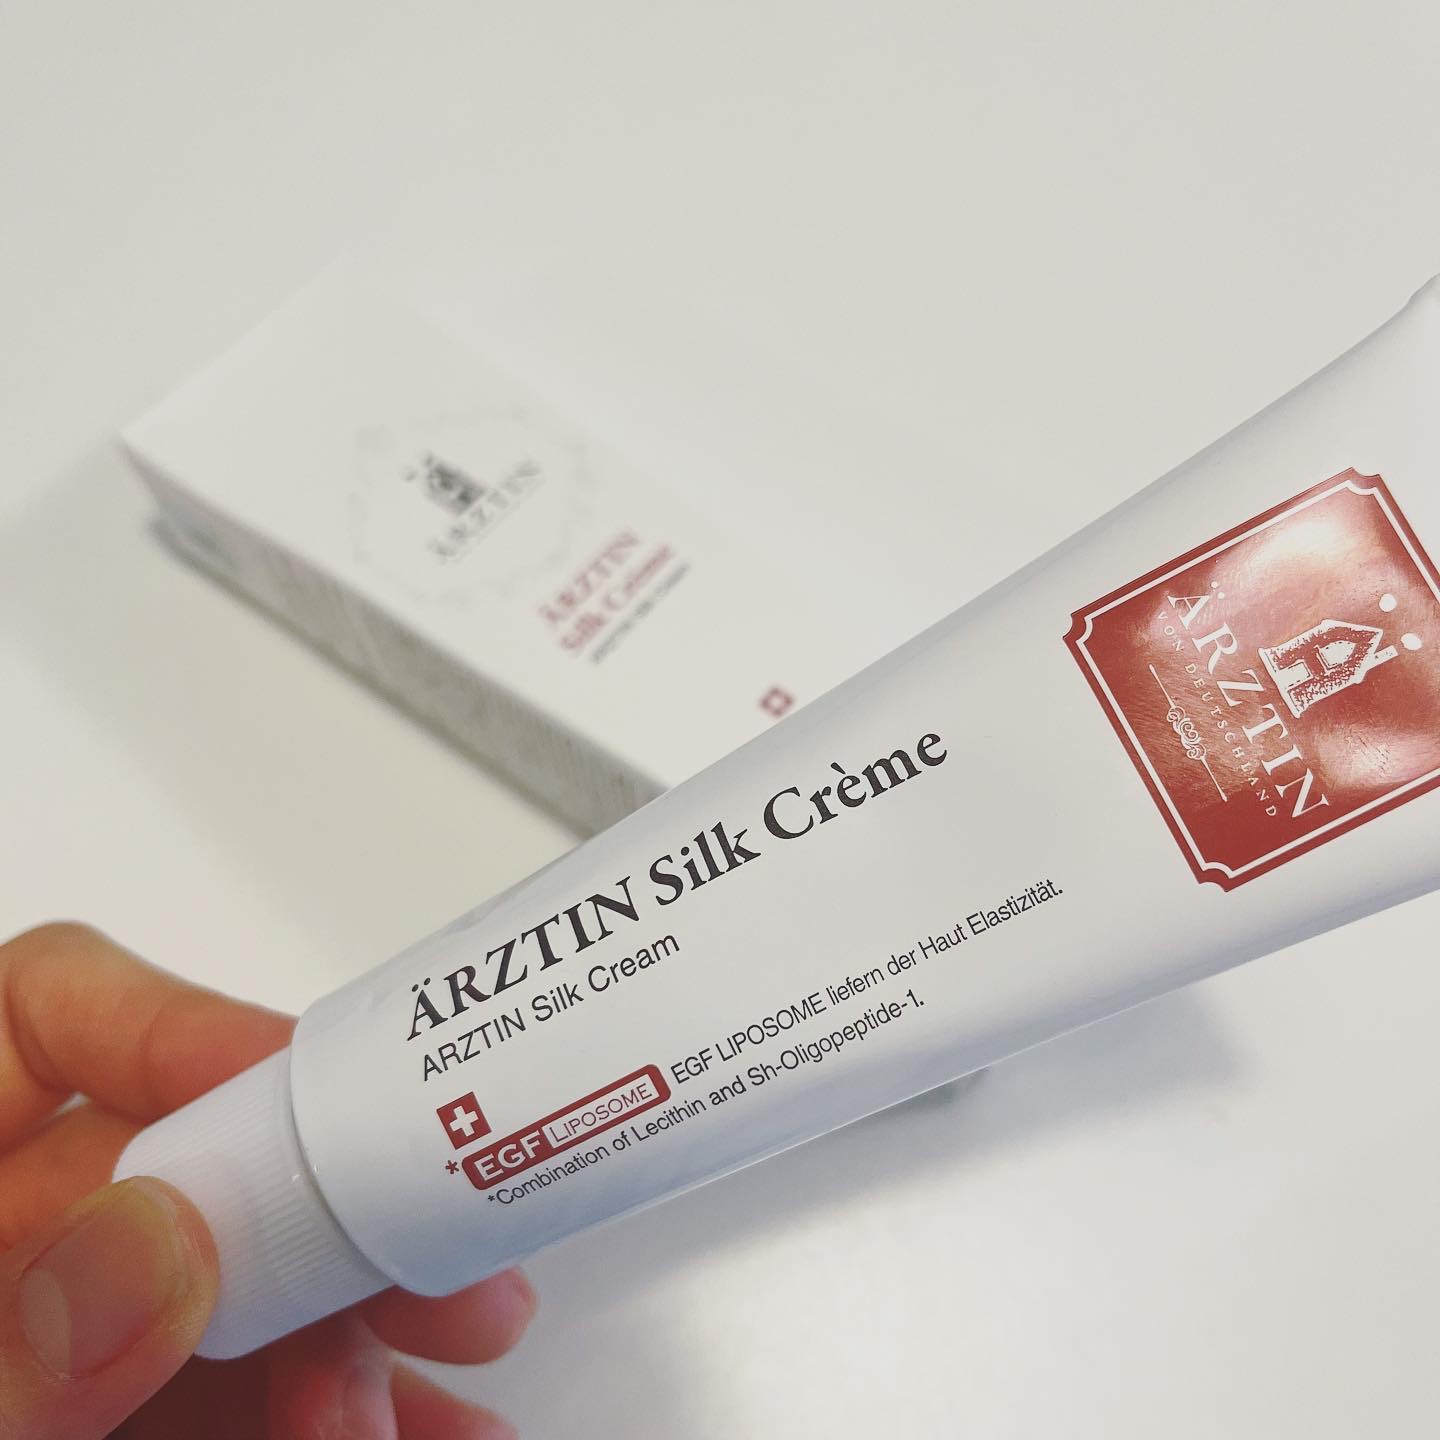 ÄRZTIN
ÄRZTIN
Silk Crème
ÄRZTIN Silk Crème
ARZTIN Silk Cream
*EGF LIPOSOME EGF LIPOSOME liefern der Haut Elastizität.
*Combination of Lecithin and Sh-Oligopeptide-1.
ÄRZTIN
VON DEUTSCHLAND